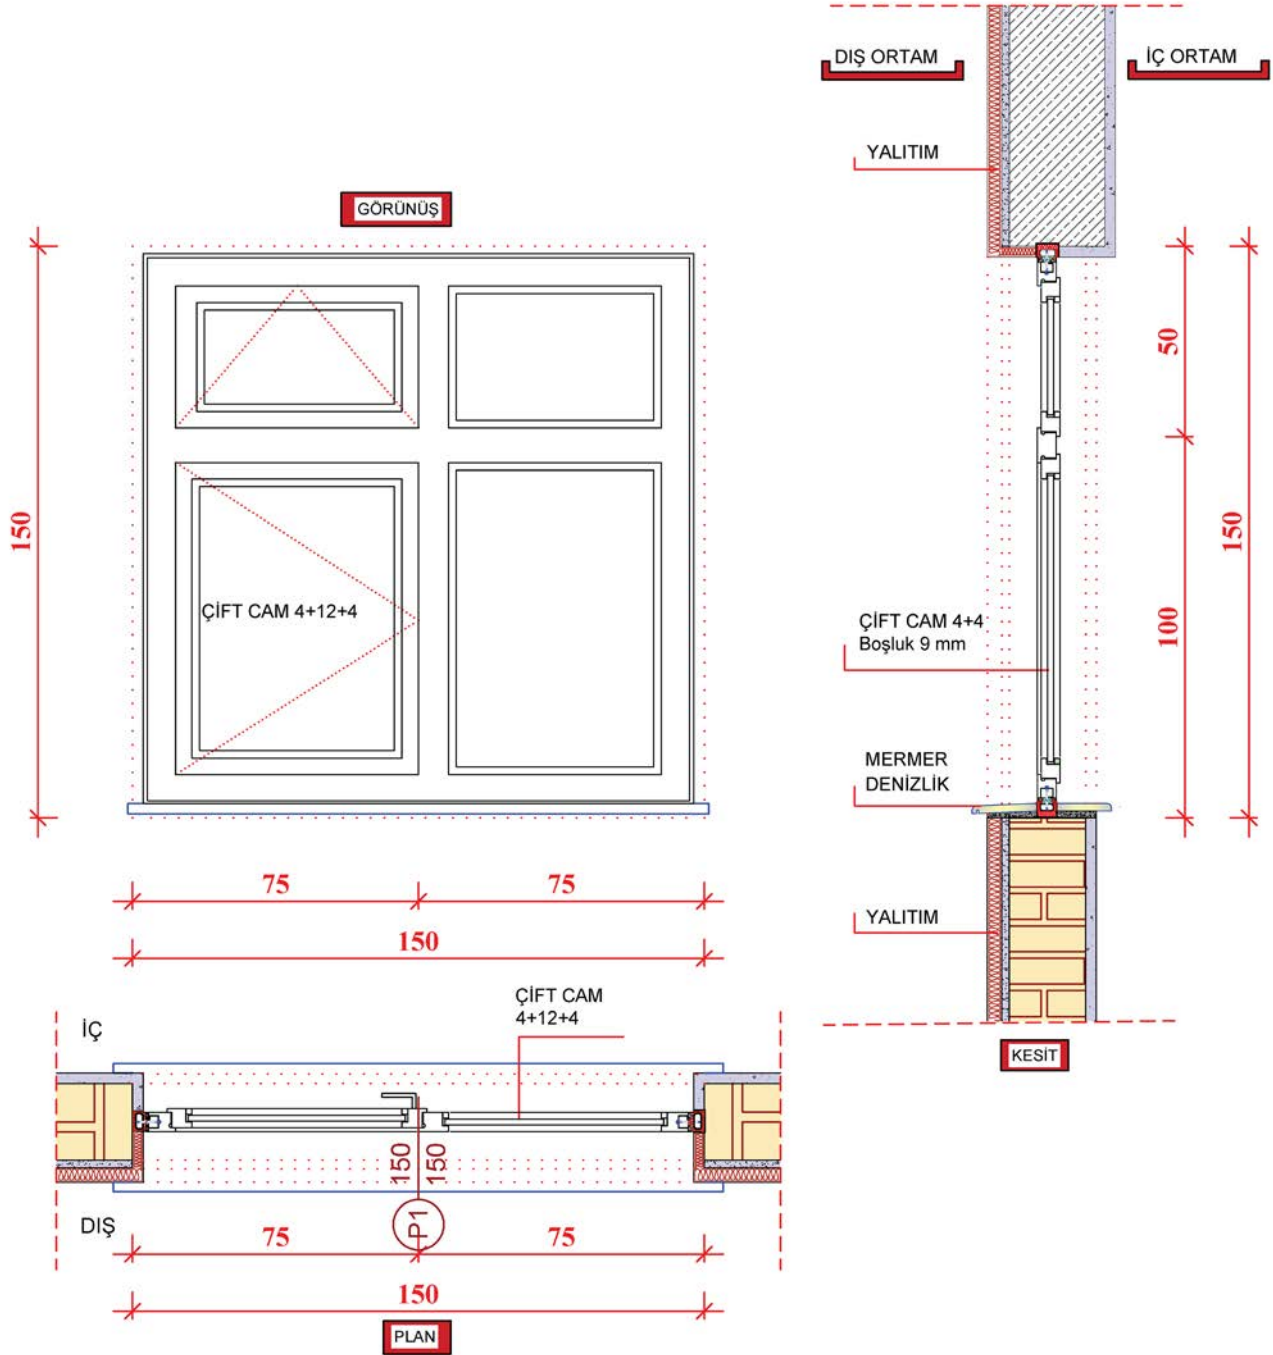 DIŞ ORTAM
İÇ ORTAM
YALITIM
GÖRÜNÜŞ
150
50
150
ÇİFT CAM 4+12+4
ÇİFT CAM 4+4
Boşluk 9 mm
100
MERMER
DENİZLİK
75
75
YALITIM
150
ÇİFT CAM
4+12+4
İÇ
KESİT
150
150
P1
DIŞ
75
75
150
PLAN